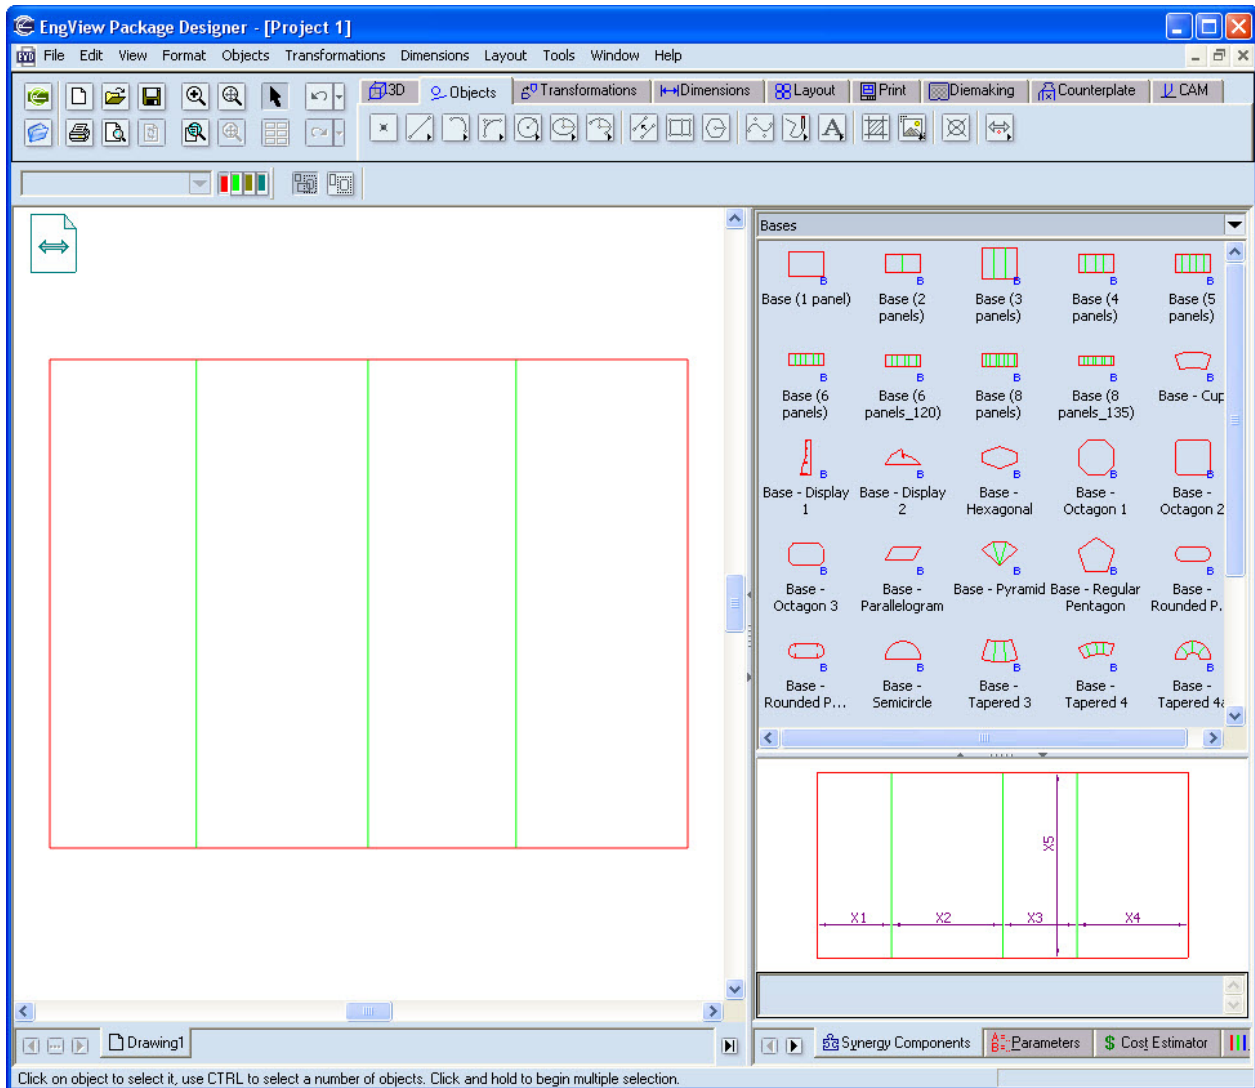 EngView Package Designer - [Project 1]
File Edit View Format Objects Transformations Dimensions Layout Tools Window Help
3D Objects Transformations Dimensions Layout Print Diemaking Counterplate CAM
Bases
Base (1 panel) Base (2 panels) Base (3 panels) Base (4 panels) Base (5 panels)
Base (6 panels) Base (6 panels_120) Base (8 panels) Base (8 panels_135) Base - Cup
Base - Display 1 Base - Display 2 Base - Hexagonal Base - Octagon 1 Base - Octagon 2
Base - Octagon 3 Base - Parallelogram Base - Pyramid Base - Regular Pentagon Base - Rounded P.
Base - Rounded P... Base - Semicircle Base - Tapered 3 Base - Tapered 4 Base - Tapered 4a
X5
X1 X2 X3 X4
Drawing1
Synergy Components Parameters $ Cost Estimator
Click on object to select it, use CTRL to select a number of objects. Click and hold to begin multiple selection.